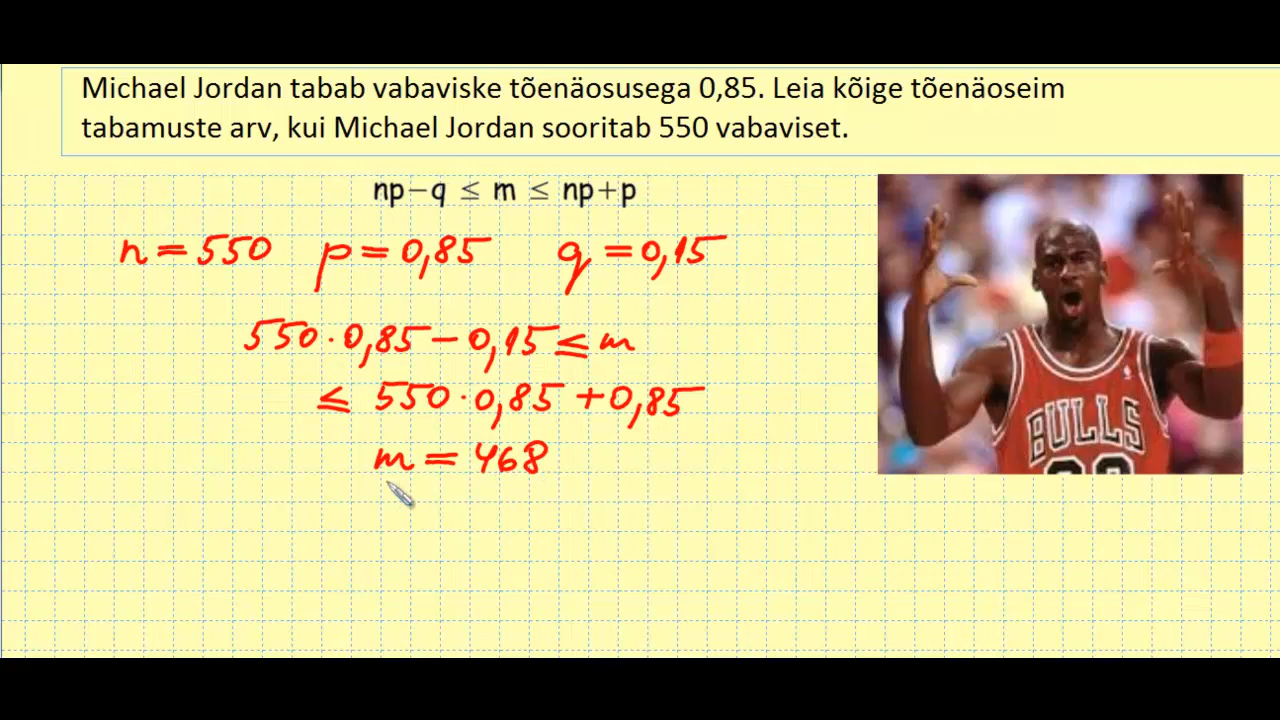 Michael Jordan tabab vabaviske tõenäosusega 0,85. Leia kõige tõenäoseim
tabamuste arv, kui Michael Jordan sooritab 550 vabaviset.
np−q ≤ m ≤ np+p
n = 550 p = 0,85 q = 0,15
550 · 0,85 − 0,15 ≤ m
≤ 550 · 0,85 + 0,85
m = 468
BULLS